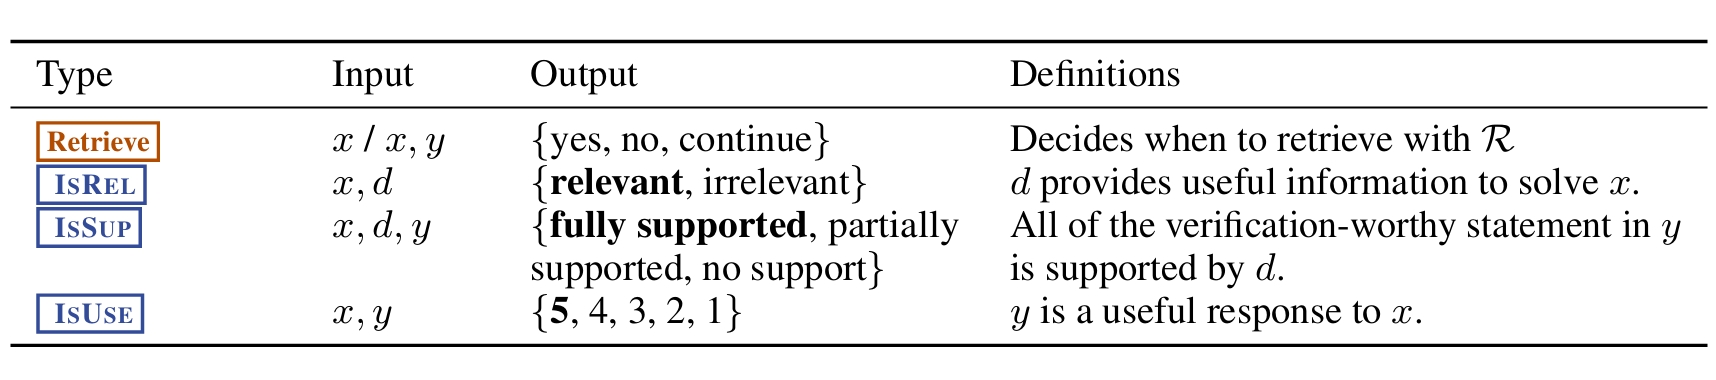 Type Input Output Definitions
Retrieve x / x, y {yes, no, continue} Decides when to retrieve with R
ISREL x, d {relevant, irrelevant} d provides useful information to solve x.
ISSUP x, d, y {fully supported, partially All of the verification-worthy statement in y
supported, no support} is supported by d.
ISUSE x, y {5, 4, 3, 2, 1} y is a useful response to x.